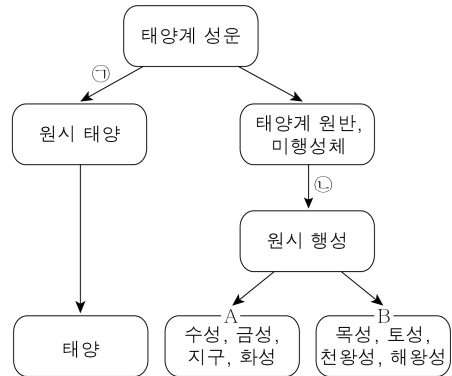 태양계 성운
㉠
원시 태양
태양계 원반,
미행성체
㉡
원시 행성
태양
A
수성, 금성,
지구, 화성
B
목성, 토성,
천왕성, 해왕성